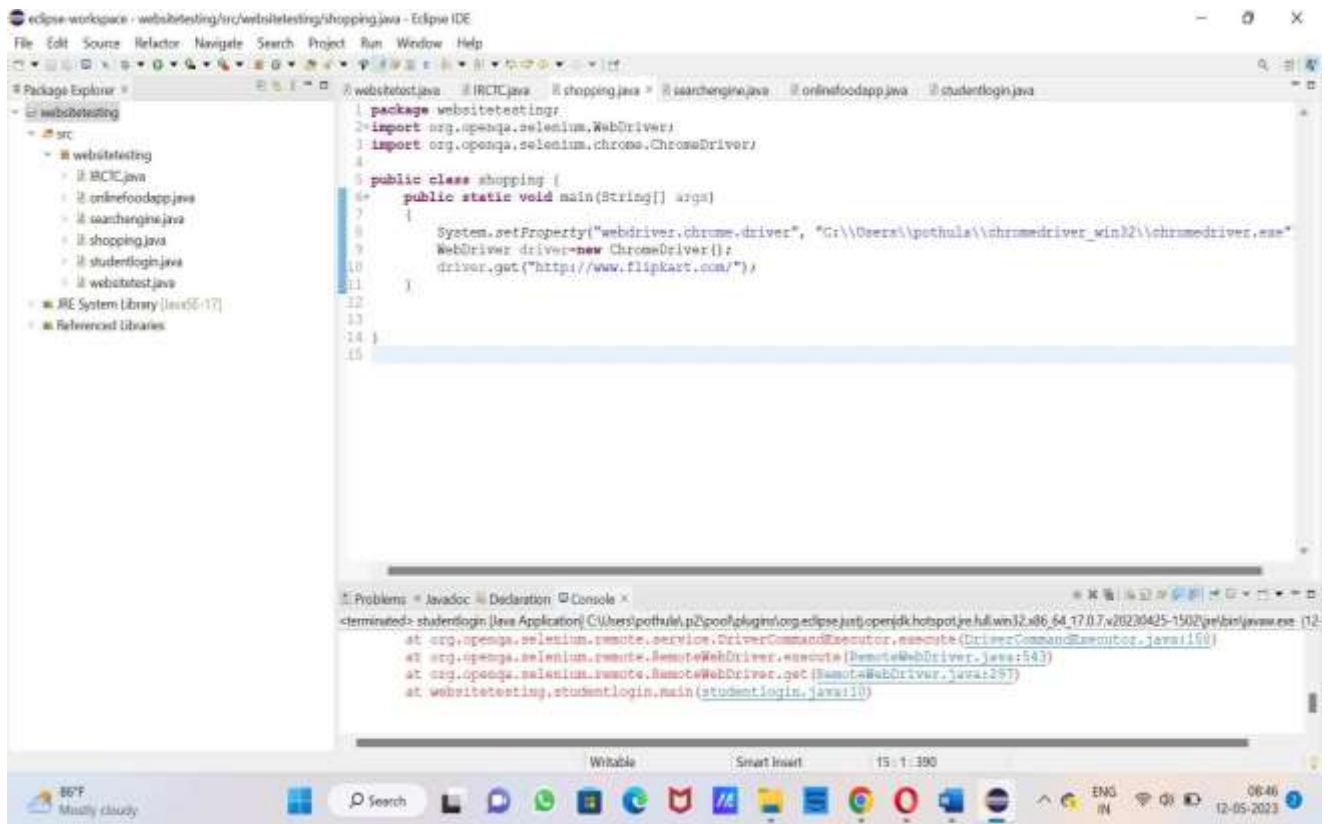 eclipse-workspace - websitetesting/src/websitetesting/shopping.java - Eclipse IDE
File Edit Source Refactor Navigate Search Project Run Window Help
Package Explorer
websitetest.java IRCTC.java shopping.java searchengine.java onlinefoodapp.java studentlogin.java
websitetesting
src
websitetesting
IRCTC.java
onlinefoodapp.java
searchengine.java
shopping.java
studentlogin.java
websitetest.java
JRE System Library [JavaSE-17]
Referenced Libraries
1 package websitetesting;
2 import org.openqa.selenium.WebDriver;
3 import org.openqa.selenium.chrome.ChromeDriver;
4
5 public class shopping {
6 public static void main(String[] args)
7 {
8 System.setProperty("webdriver.chrome.driver", "C:\\Users\\pothula\\chromedriver_win32\\chromedriver.exe"
9 WebDriver driver=new ChromeDriver();
10 driver.get("http://www.flipkart.com/");
11 }
12
13
14 }
15
Problems Javadoc Declaration Console
<terminated> studentlogin [Java Application] C:\Users\pothula\.p2\pool\plugins\org.eclipse.justj.openjdk.hotspot.jre.full.win32.x86_64_17.0.7.v20230425-1502\jre\bin\javaw.exe (12-
at org.openqa.selenium.remote.service.DriverCommandExecutor.execute(DriverCommandExecutor.java:150)
at org.openqa.selenium.remote.RemoteWebDriver.execute(RemoteWebDriver.java:543)
at org.openqa.selenium.remote.RemoteWebDriver.get(RemoteWebDriver.java:297)
at websitetesting.studentlogin.main(studentlogin.java:10)
Writable Smart Insert 15 : 1 : 390
86°F
Mostly cloudy
Search
ENG
IN
08:46
12-05-2023